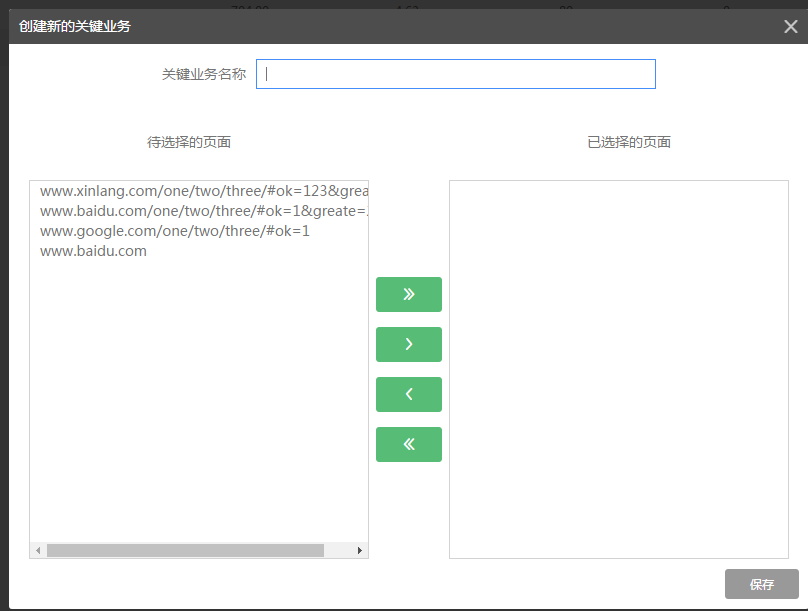 创建新的关键业务
关键业务名称
待选择的页面
已选择的页面
www.xinlang.com/one/two/three/#ok=123&grea
www.baidu.com/one/two/three/#ok=1&greate=
www.google.com/one/two/three/#ok=1
www.baidu.com
保存